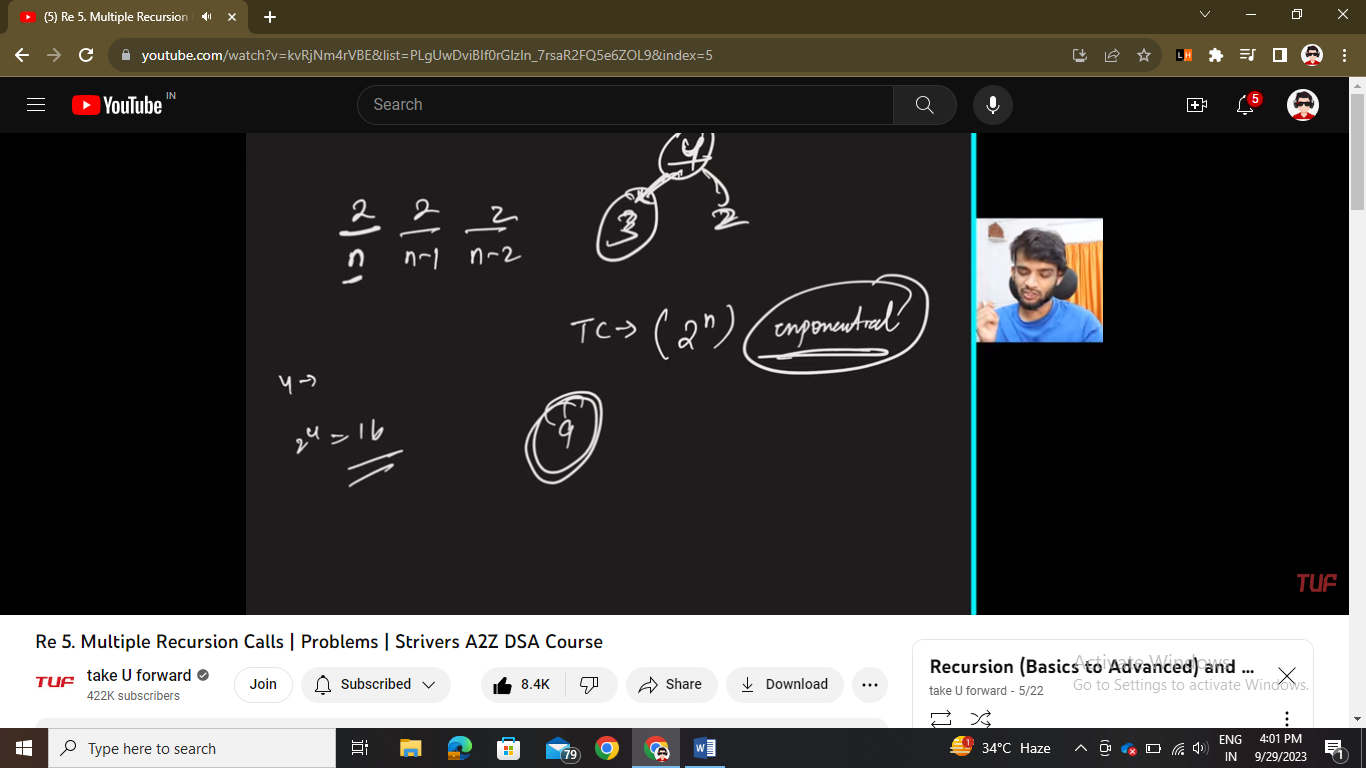 (5) Re 5. Multiple Recursion
youtube.com/watch?v=kvRjNm4rVBE&list=PLgUwDviBIf0rGlzIn_7rsaR2FQ5e6ZOL9&index=5
YouTube IN
Search
5
4
3 2
2 2 2
n n-1 n-2
TC → (2ⁿ) exponential
4 →
2⁴ = 16
9
TUF
Re 5. Multiple Recursion Calls | Problems | Strivers A2Z DSA Course
TUF take U forward
422K subscribers
Join
Subscribed
8.4K
Share
Download
Recursion (Basics to Advanced) and ...
take U forward - 5/22
Activate Windows
Go to Settings to activate Windows.
Type here to search
79
1
34°C Haze
ENG
IN
4:01 PM
9/29/2023
1